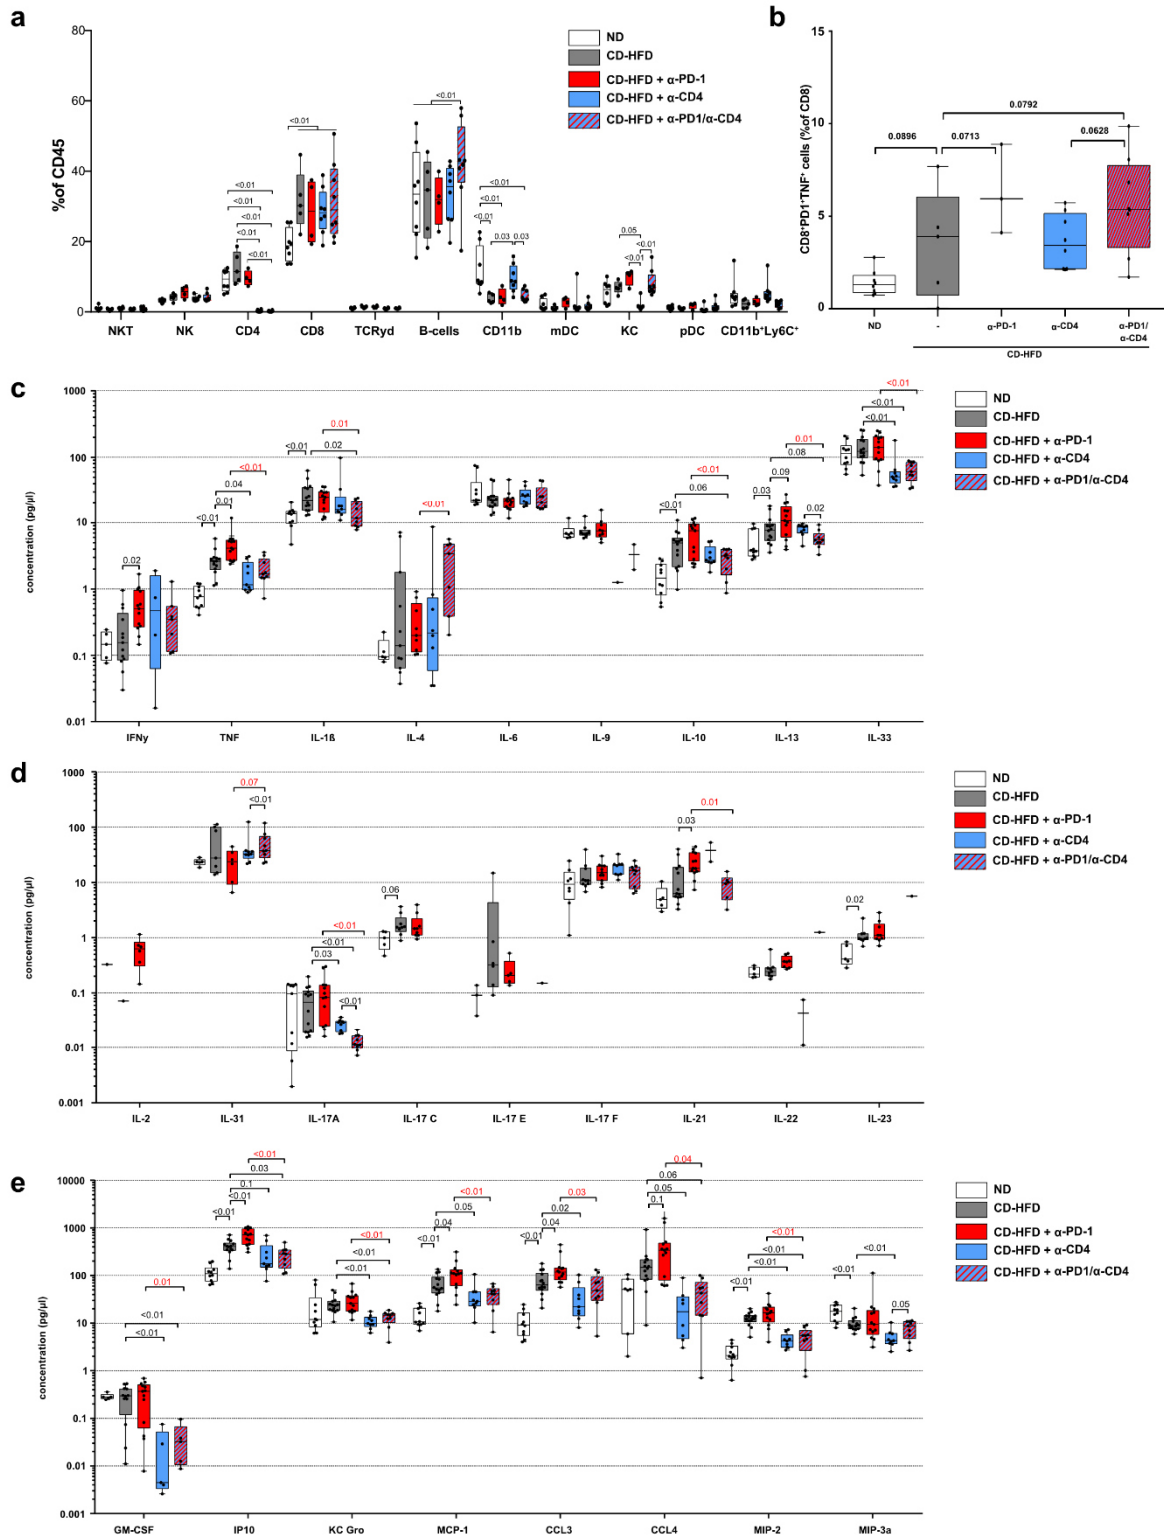 a
80
60
40
20
0
%of CD45
ND
CD-HFD
CD-HFD + α-PD-1
CD-HFD + α-CD4
CD-HFD + α-PD1/α-CD4
<0.01
<0.01
<0.01
<0.01
<0.01
<0.01
<0.01
<0.01
<0.01
<0.01
0.03
0.03
0.05
<0.01
<0.01
NKT
NK
CD4
CD8
TCRyd
B-cells
CD11b
mDC
KC
pDC
CD11b⁺Ly6C⁺
b
15
10
5
0
CD8⁺PD1⁺TNF⁺ cells (%of CD8)
0.0792
0.0896
0.0713
0.0628
ND
-
α-PD-1
α-CD4
α-PD1/
α-CD4
CD-HFD
c
1000
100
10
1
0.1
0.01
concentration (pg/µl)
ND
CD-HFD
CD-HFD + α-PD-1
CD-HFD + α-CD4
CD-HFD + α-PD1/α-CD4
0.02
<0.01
0.04
0.01
<0.01
0.01
<0.01
0.02
<0.01
<0.01
0.06
<0.01
0.01
0.08
0.09
0.03
0.02
<0.01
<0.01
<0.01
IFNy
TNF
IL-1ß
IL-4
IL-6
IL-9
IL-10
IL-13
IL-33
d
1000
100
10
1
0.1
0.01
0.001
concentration (pg/µl)
ND
CD-HFD
CD-HFD + α-PD-1
CD-HFD + α-CD4
CD-HFD + α-PD1/α-CD4
0.07
<0.01
<0.01
<0.01
0.03
<0.01
0.06
0.01
0.03
0.02
IL-2
IL-31
IL-17A
IL-17 C
IL-17 E
IL-17 F
IL-21
IL-22
IL-23
e
10000
1000
100
10
1
0.1
0.01
0.001
concentration (pg/µl)
ND
CD-HFD
CD-HFD + α-PD-1
CD-HFD + α-CD4
CD-HFD + α-PD1/α-CD4
0.01
<0.01
<0.01
<0.01
0.03
0.1
<0.01
<0.01
<0.01
<0.01
<0.01
0.05
0.04
<0.01
0.03
0.02
0.04
<0.01
0.04
0.06
0.05
0.1
<0.01
<0.01
<0.01
<0.01
<0.01
<0.01
0.05
GM-CSF
IP10
KC Gro
MCP-1
CCL3
CCL4
MIP-2
MIP-3a